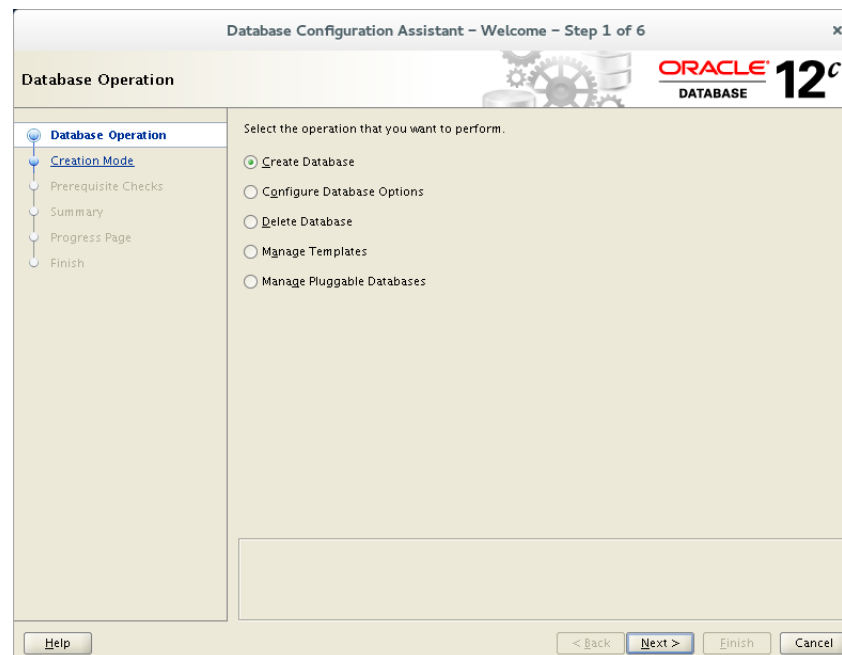 Database Configuration Assistant – Welcome – Step 1 of 6
Database Operation
ORACLE
DATABASE
12c
Database Operation
Creation Mode
Prerequisite Checks
Summary
Progress Page
Finish
Select the operation that you want to perform.
Create Database
Configure Database Options
Delete Database
Manage Templates
Manage Pluggable Databases
Help
< Back
Next >
Finish
Cancel